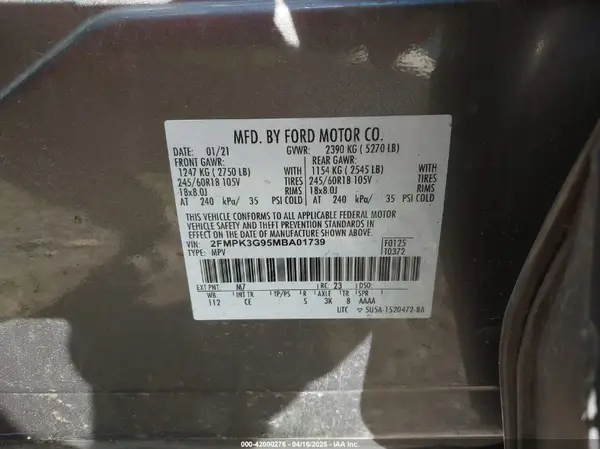 MFD. BY FORD MOTOR CO.
DATE: 01/21 GVWR: 2390 KG ( 5270 LB)
FRONT GAWR: REAR GAWR:
1247 KG ( 2750 LB) WITH 1154 KG ( 2545 LB) WITH
245/60R18 105V TIRES 245/60R18 105V TIRES
18x8.0J RIMS 18x8.0J RIMS
AT 240 kPa/ 35 PSI COLD AT 240 kPa/ 35 PSI COLD
THIS VEHICLE CONFORMS TO ALL APPLICABLE FEDERAL MOTOR
VEHICLE SAFETY AND THEFT PREVENTION STANDARDS IN
EFFECT ON THE DATE OF MANUFACTURE SHOWN ABOVE.
VIN: 2FMPK3G95MBA01739 F0125
TYPE: MPV T0372
EXT PNT: M7 RC: 23 DSO:
WB INT TR TP/PS R AXLE TR SPR
112 CE S 3K 8 AAAA
UTC
000-42000276 - 04/16/2025 - IAA Inc.